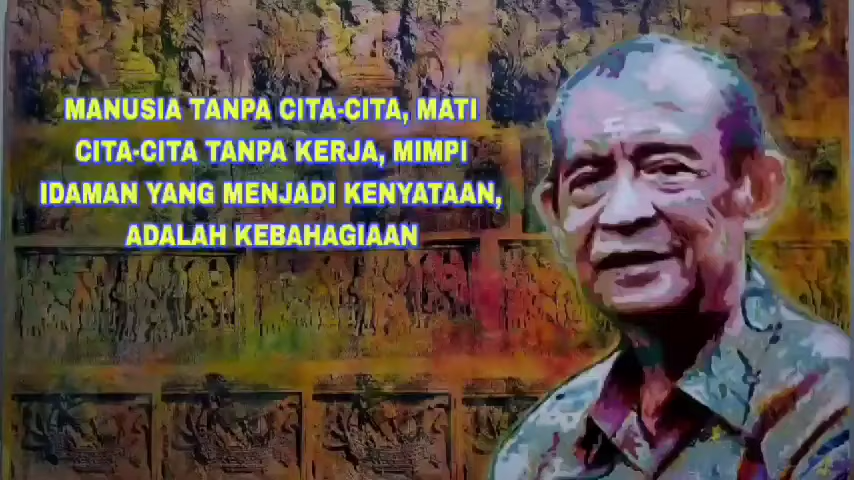 MANUSIA TANPA CITA-CITA, MATI
CITA-CITA TANPA KERJA, MIMPI
IDAMAN YANG MENJADI KENYATAAN,
ADALAH KEBAHAGIAAN